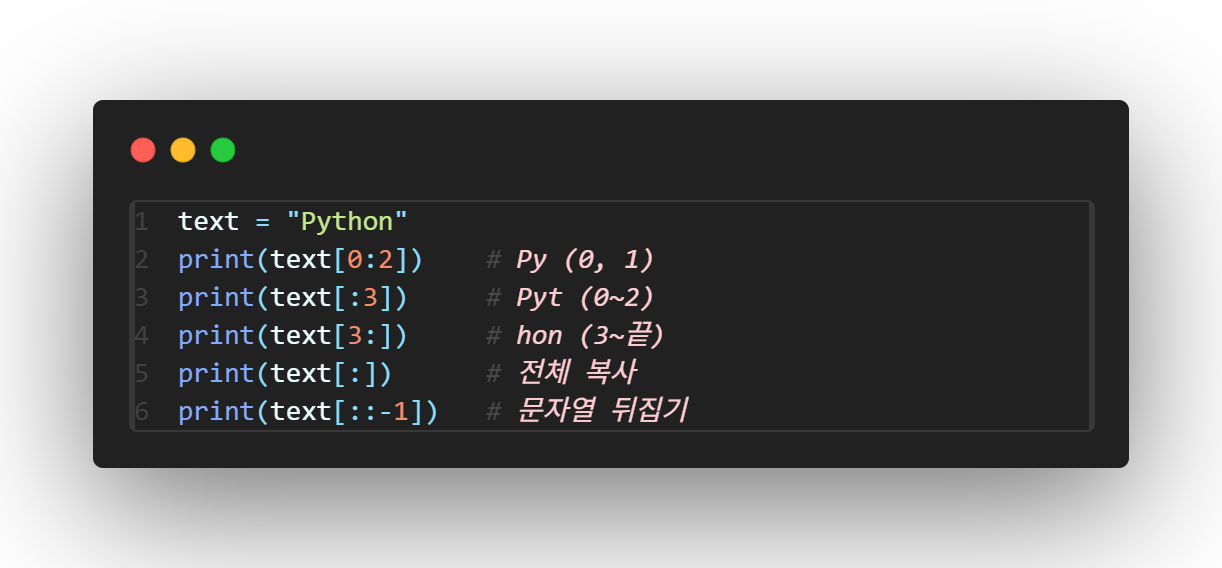 1 text = "Python"
2 print(text[0:2])    # Py (0, 1)
3 print(text[:3])     # Pyt (0~2)
4 print(text[3:])     # hon (3~끝)
5 print(text[:])      # 전체 복사
6 print(text[::-1])   # 문자열 뒤집기